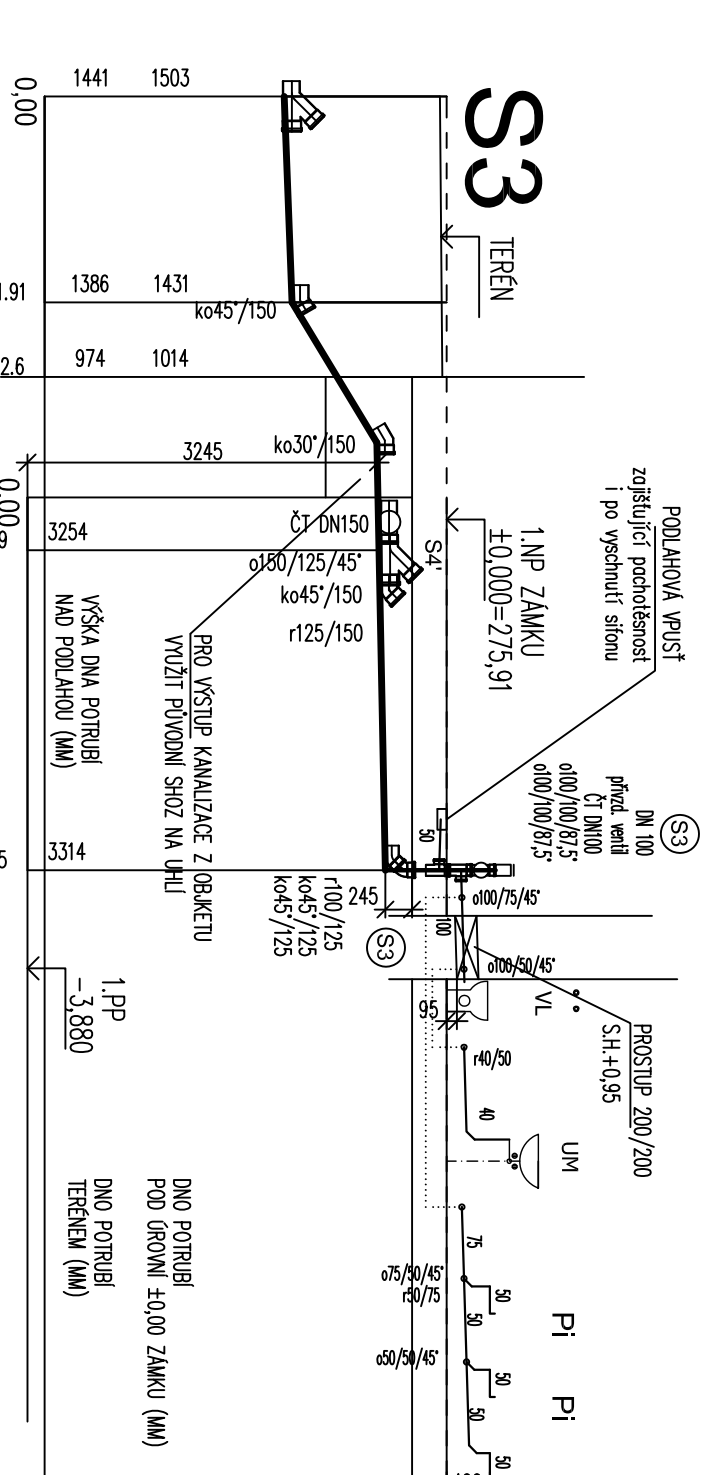 S3
TERÉN
1441
1503
0,00
1386
1431
974
1014
2.6
ko45°/150
ko30°/150
3245
0,00
3254
ČT DN150
o150/125/45°
ko45°/150
r125/150
S4'
PODLAHOVÁ VPUSŤ
zajišťující pachotěsnost
i po vyschnutí sifonu
1.NP ZÁMKU
±0,000=275,91
PRO VÝSTUP KANALIZACE Z OBJKETU
VYUŽIT PŮVODNÍ SHOZ NA UHLÍ
VÝŠKA DNA POTRUBÍ
NAD PODLAHOU (MM)
S3
DN 100
přivzd. ventil
ČT DN100
o100/100/87,5°
o100/100/87,5°
50
3314
r100/125
ko45°/125
ko45°/125
245
S3
100
o100/75/45°
o100/50/45°
95
VL
PROSTUP 200/200
S.H.+0,95
r40/50
40
UM
1.PP
-3,880
75
o75/50/45°
r50/75
50
50
Pi
o50/50/45°
50
50
Pi
50
DNO POTRUBÍ
POD ÚROVNÍ ±0,00 ZÁMKU (MM)
DNO POTRUBÍ
TERÉNEM (MM)